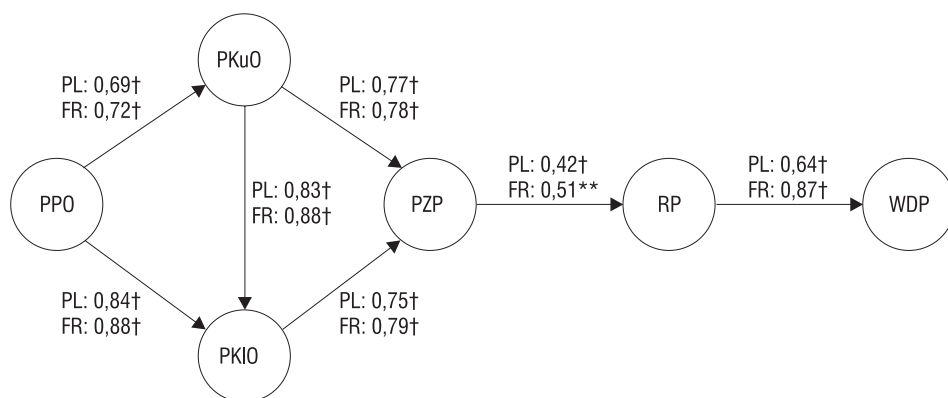 PKuO
PL: 0,69†
FR: 0,72†
PL: 0,77†
FR: 0,78†
PPO
PL: 0,83†
FR: 0,88†
PZP
PL: 0,42†
FR: 0,51**
RP
PL: 0,64†
FR: 0,87†
WDP
PL: 0,84†
FR: 0,88†
PKlO
PL: 0,75†
FR: 0,79†